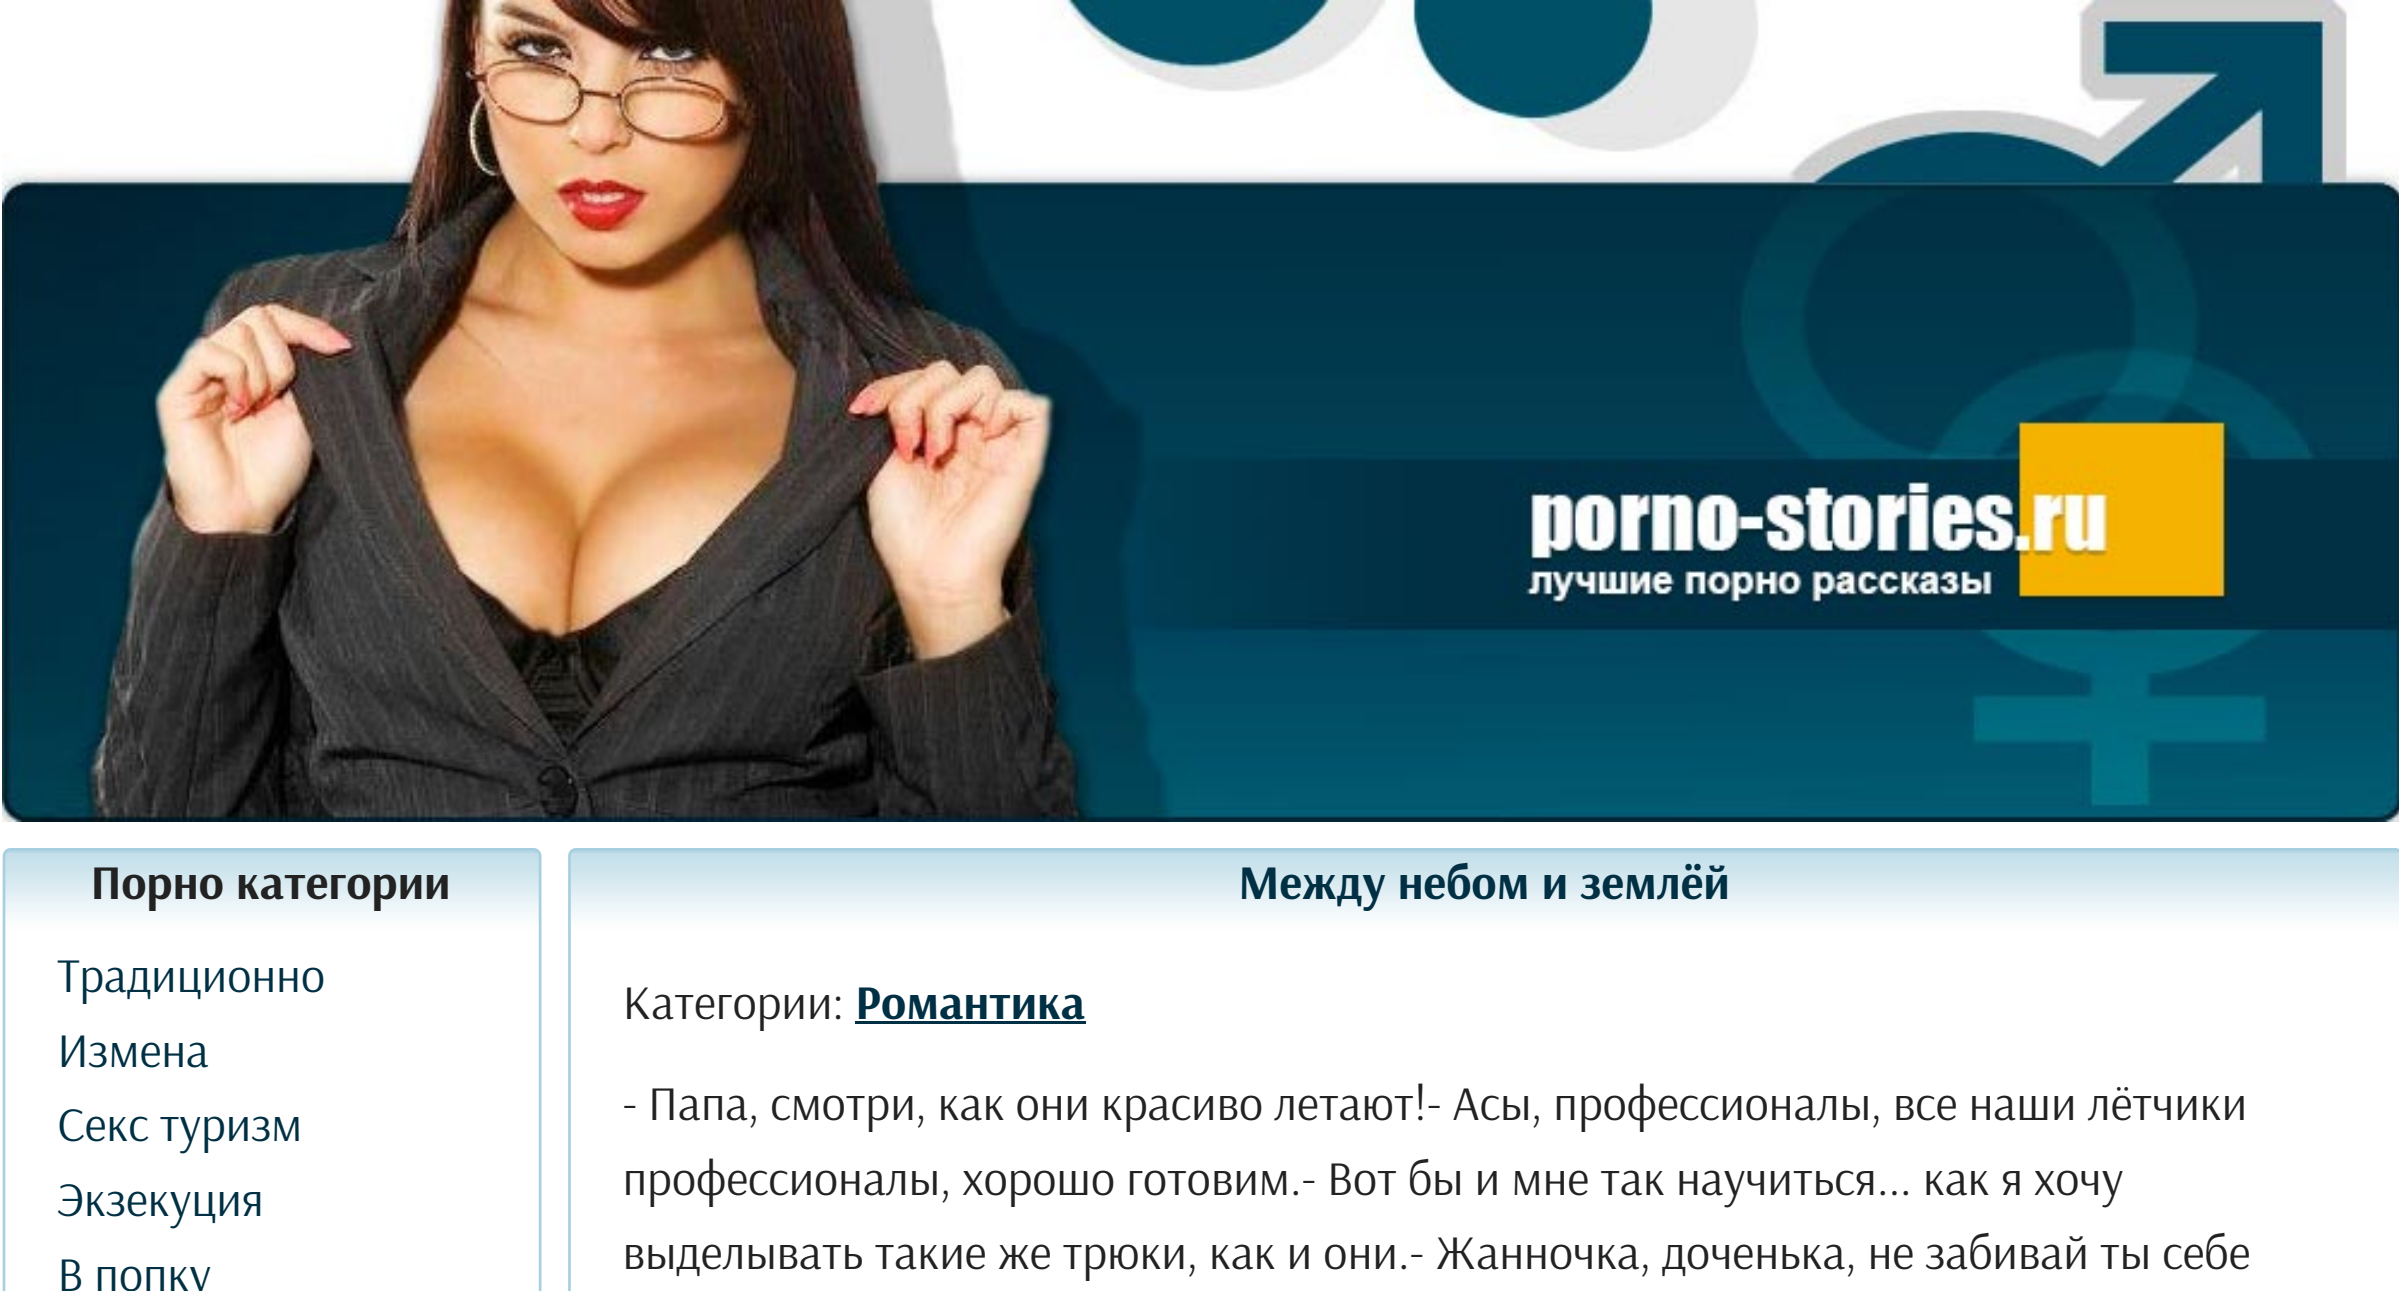 porno-stories.ru
лучшие порно рассказы
Порно категории
Традиционно
Измена
Секс туризм
Экзекуция
В попку
Между небом и землёй
Категории: Романтика
- Папа, смотри, как они красиво летают!- Асы, профессионалы, все наши лётчики
профессионалы, хорошо готовим.- Вот бы и мне так научиться... как я хочу
выделывать такие же трюки, как и они.- Жанночка, доченька, не забивай ты себе